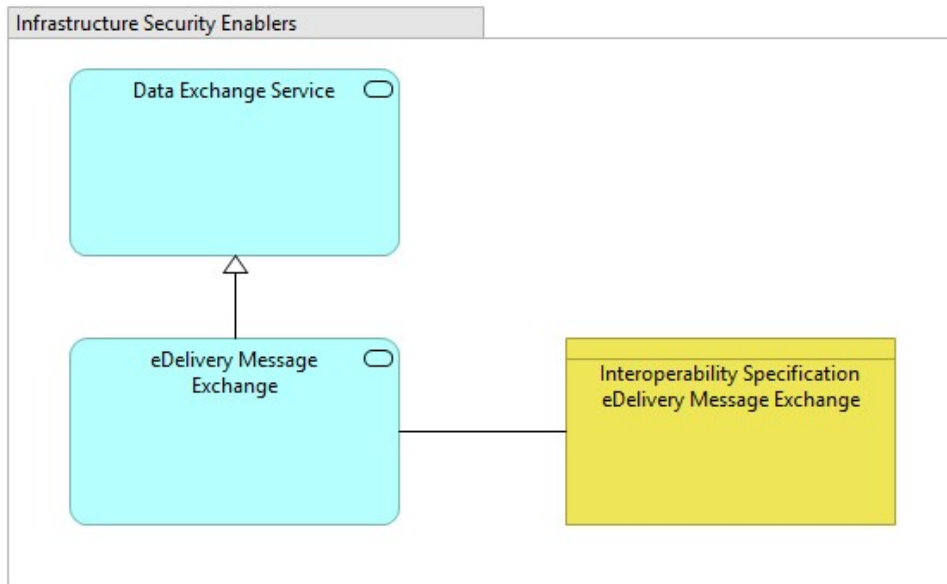 Infrastructure Security Enablers
Data Exchange Service
eDelivery Message
Exchange
Interoperability Specification
eDelivery Message Exchange